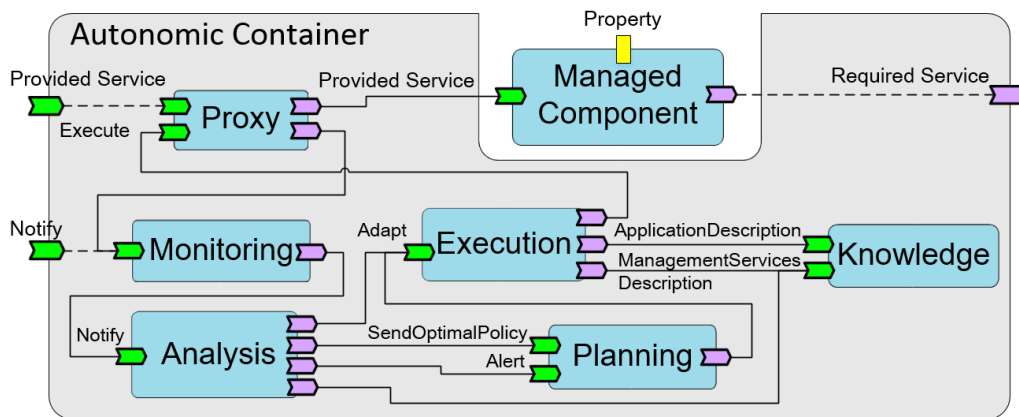 Property
Autonomic Container
Provided Service
Provided Service
Managed
Component
Required Service
Proxy
Execute
Notify
Monitoring
Adapt
Execution
ApplicationDescription
ManagementServices
Description
Knowledge
Notify
Analysis
SendOptimalPolicy
Alert
Planning